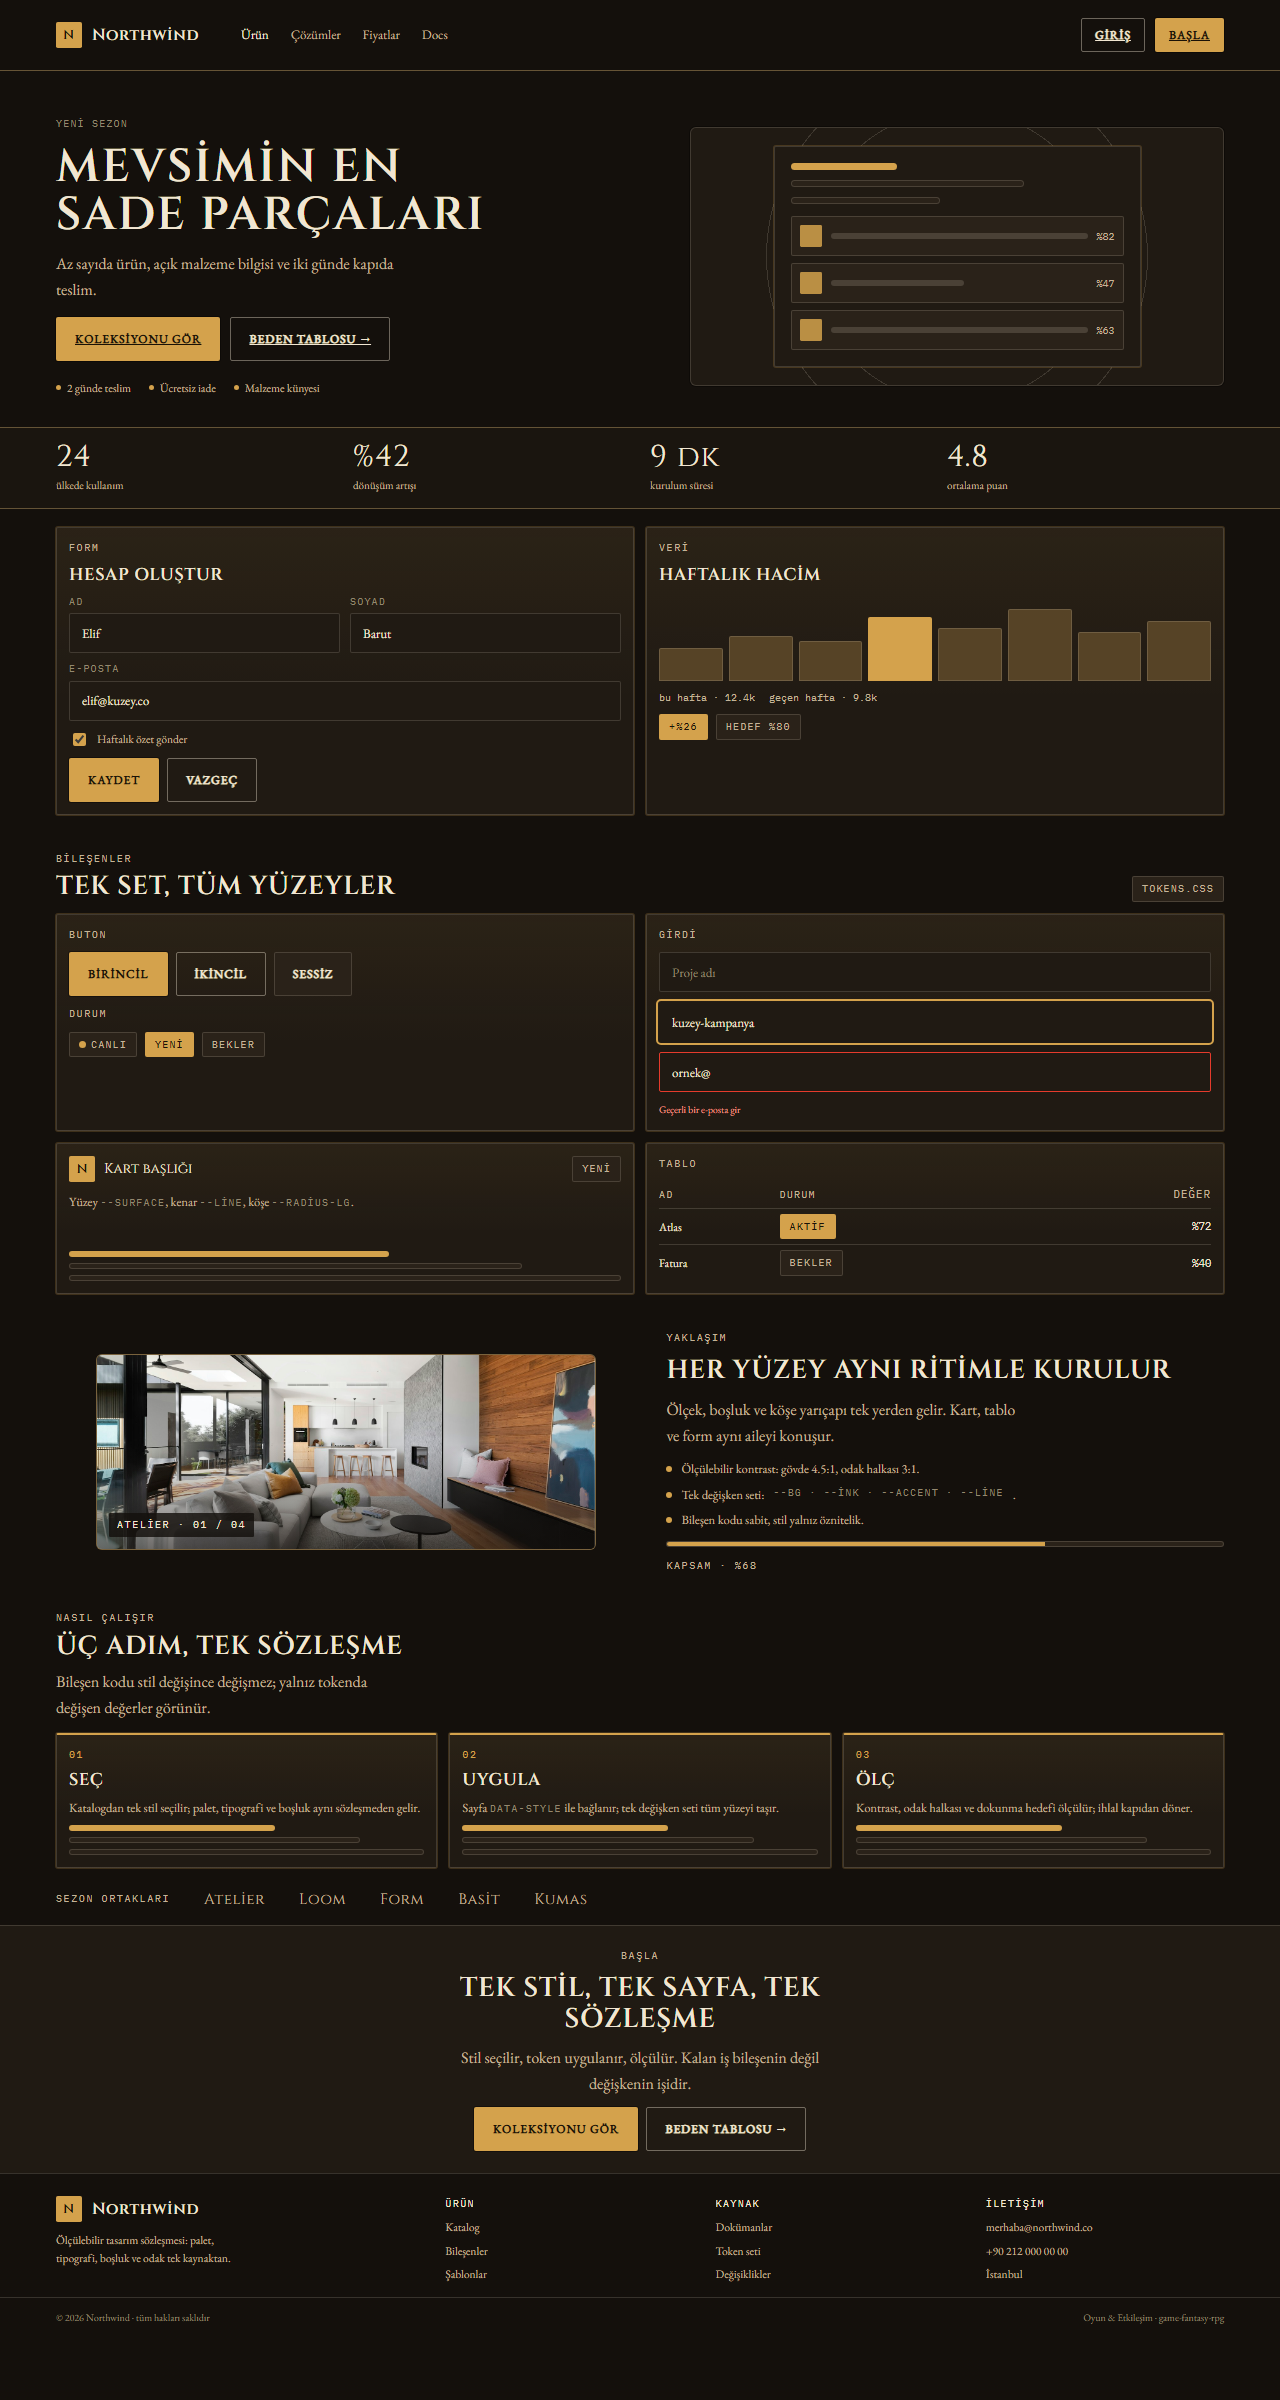 N Northwind Ürün Çözümler Fiyatlar Docs GİRİŞ BAŞLA
YENİ SEZON
MEVSİMİN EN
SADE PARÇALARI
Az sayıda ürün, açık malzeme bilgisi ve iki günde kapıda
teslim.
KOLEKSİYONU GÖR BEDEN TABLOSU →
2 günde teslim Ücretsiz iade Malzeme künyesi
%82
%47
%63
24 %42 9 DK 4.8
ülkede kullanım dönüşüm artışı kurulum süresi ortalama puan
FORM
HESAP OLUŞTUR
AD SOYAD
Elif Barut
E-POSTA
elif@kuzey.co
Haftalık özet gönder
KAYDET VAZGEÇ
VERİ
HAFTALIK HACİM
bu hafta · 12.4k geçen hafta · 9.8k
+%26 HEDEF %80
BİLEŞENLER
TEK SET, TÜM YÜZEYLER
TOKENS.CSS
BUTON
BİRİNCİL İKİNCİL SESSİZ
DURUM
CANLI YENİ BEKLER
GİRDİ
Proje adı
kuzey-kampanya
ornek@
Geçerli bir e-posta gir
N Kart başlığı YENİ
Yüzey --SURFACE, kenar --LİNE, köşe --RADİUS-LG.
TABLO
AD DURUM DEĞER
Atlas AKTİF %72
Fatura BEKLER %40
ATELİER · 01 / 04
YAKLAŞIM
HER YÜZEY AYNI RİTİMLE KURULUR
Ölçek, boşluk ve köşe yarıçapı tek yerden gelir. Kart, tablo
ve form aynı aileyi konuşur.
Ölçülebilir kontrast: gövde 4.5:1, odak halkası 3:1.
Tek değişken seti: --BG · --İNK · --ACCENT · --LİNE .
Bileşen kodu sabit, stil yalnız öznitelik.
KAPSAM · %68
NASIL ÇALIŞIR
ÜÇ ADIM, TEK SÖZLEŞME
Bileşen kodu stil değişince değişmez; yalnız tokenda
değişen değerler görünür.
01
SEÇ
Katalogdan tek stil seçilir; palet, tipografi ve boşluk aynı sözleşmeden gelir.
02
UYGULA
Sayfa DATA-STYLE ile bağlanır; tek değişken seti tüm yüzeyi taşır.
03
ÖLÇ
Kontrast, odak halkası ve dokunma hedefi ölçülür; ihlal kapıdan döner.
SEZON ORTAKLARI Atelier Loom Form Basit Kumas
BAŞLA
TEK STİL, TEK SAYFA, TEK
SÖZLEŞME
Stil seçilir, token uygulanır, ölçülür. Kalan iş bileşenin değil
değişkenin işidir.
KOLEKSİYONU GÖR BEDEN TABLOSU →
N Northwind
Ölçülebilir tasarım sözleşmesi: palet,
tipografi, boşluk ve odak tek kaynaktan.
ÜRÜN
Katalog
Bileşenler
Şablonlar
KAYNAK
Dokümanlar
Token seti
Değişiklikler
İLETİŞİM
merhaba@northwind.co
+90 212 000 00 00
İstanbul
© 2026 Northwind · tüm hakları saklıdır Oyun & Etkileşim · game-fantasy-rpg